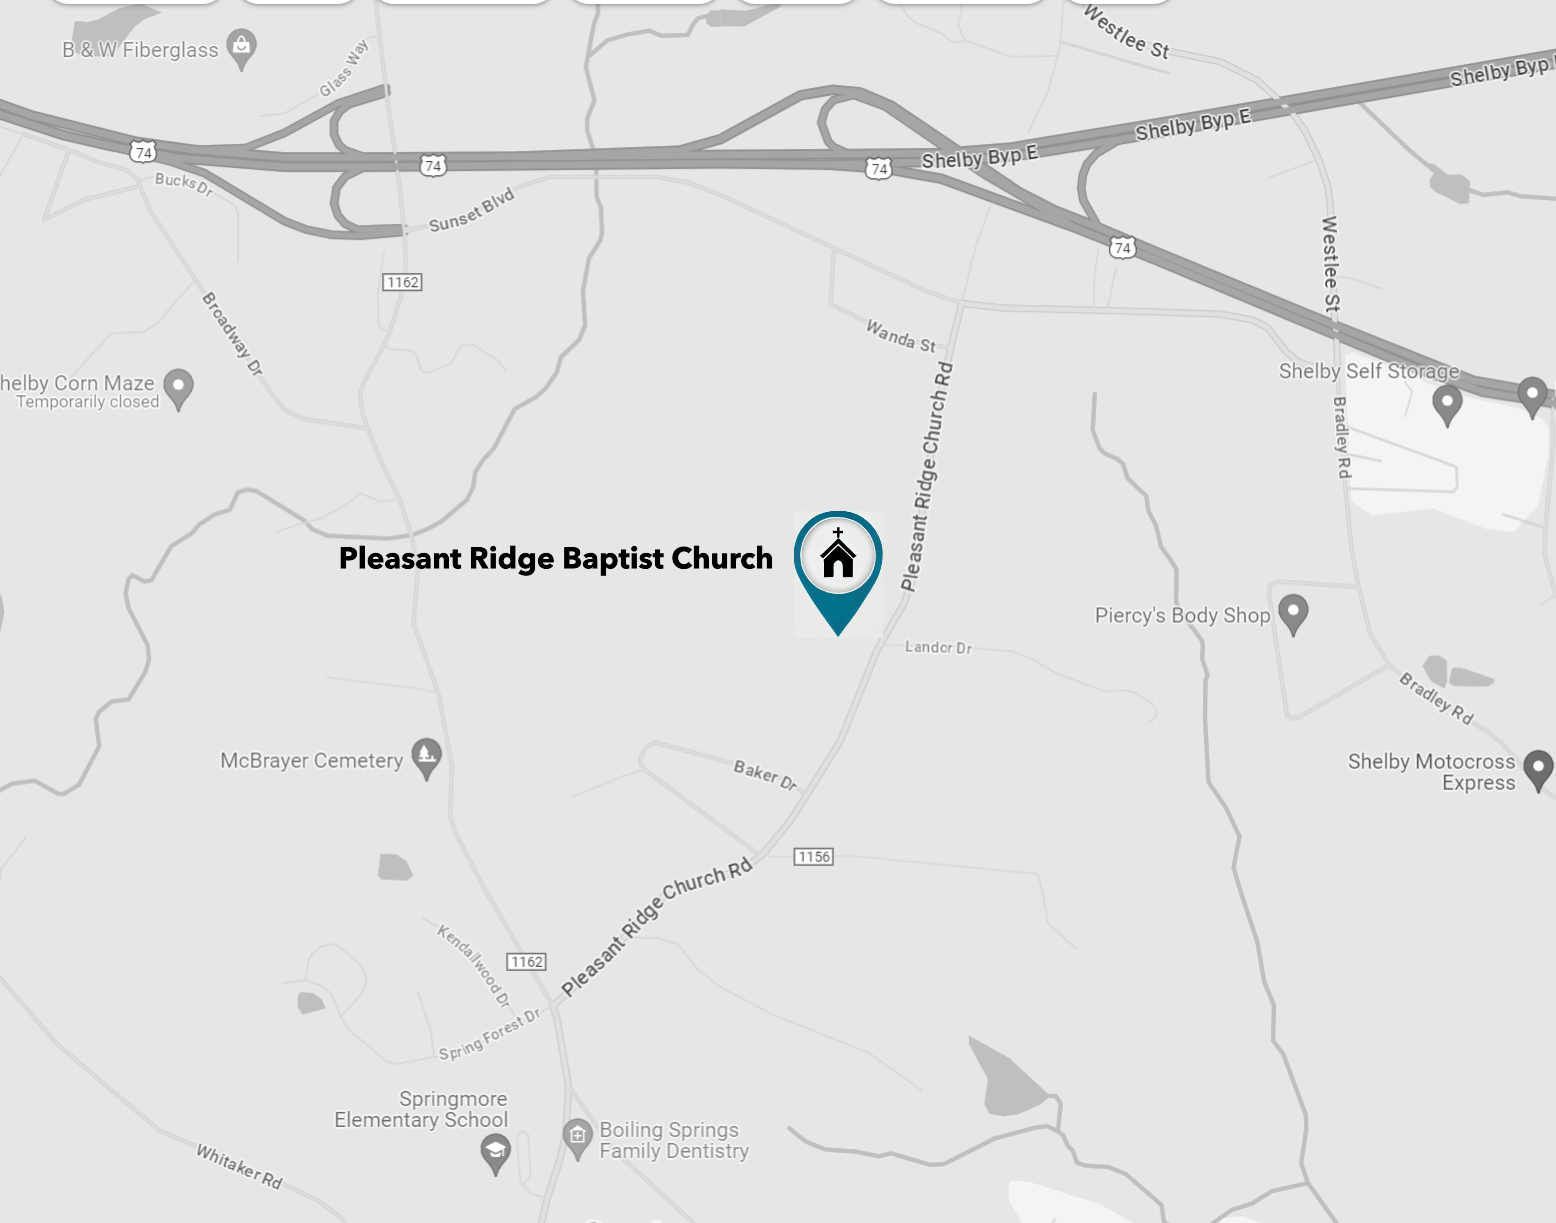 Westlee St
B & W Fiberglass
Glass Way
Shelby Byp
Shelby Byp E
74
74
Shelby Byp E
74
Bucks Dr
Sunset Blvd
74
Westlee St
1162
Broadway Dr
Wanda St
helby Corn Maze
Temporarily closed
Shelby Self Storage
Pleasant Ridge Church Rd
Bradley Rd
Pleasant Ridge Baptist Church
Piercy's Body Shop
Landor Dr
Bradley Rd
McBrayer Cemetery
Baker Dr
Shelby Motocross
Express
1156
Pleasant Ridge Church Rd
Kendallwood Dr
1162
Spring Forest Dr
Springmore
Elementary School
Boiling Springs
Family Dentistry
Whitaker Rd